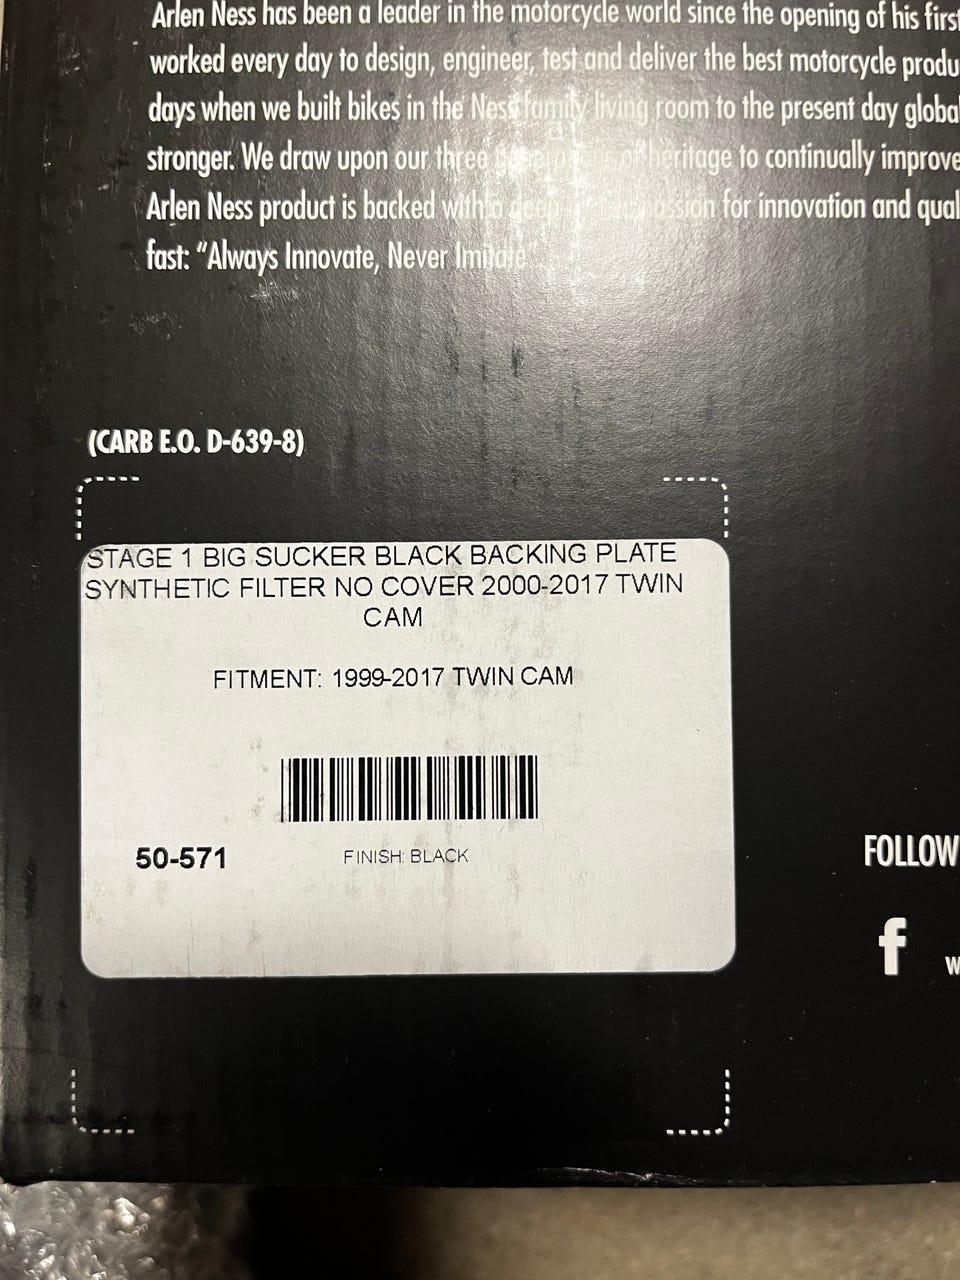 Arlen Ness has been a leader in the motorcycle world since the opening of his first
worked every day to design, engineer, test and deliver the best motorcycle produ
days when we built bikes in the Ness family living room to the present day global
stronger. We draw upon our three heritage to continually improve
Arlen Ness product is backed with a deep passion for innovation and qual
fast: “Always Innovate, Never Imitate”
(CARB E.O. D-639-8)
STAGE 1 BIG SUCKER BLACK BACKING PLATE
SYNTHETIC FILTER NO COVER 2000-2017 TWIN
CAM
FITMENT: 1999-2017 TWIN CAM
50-571
FINISH: BLACK
FOLLOW
f
w